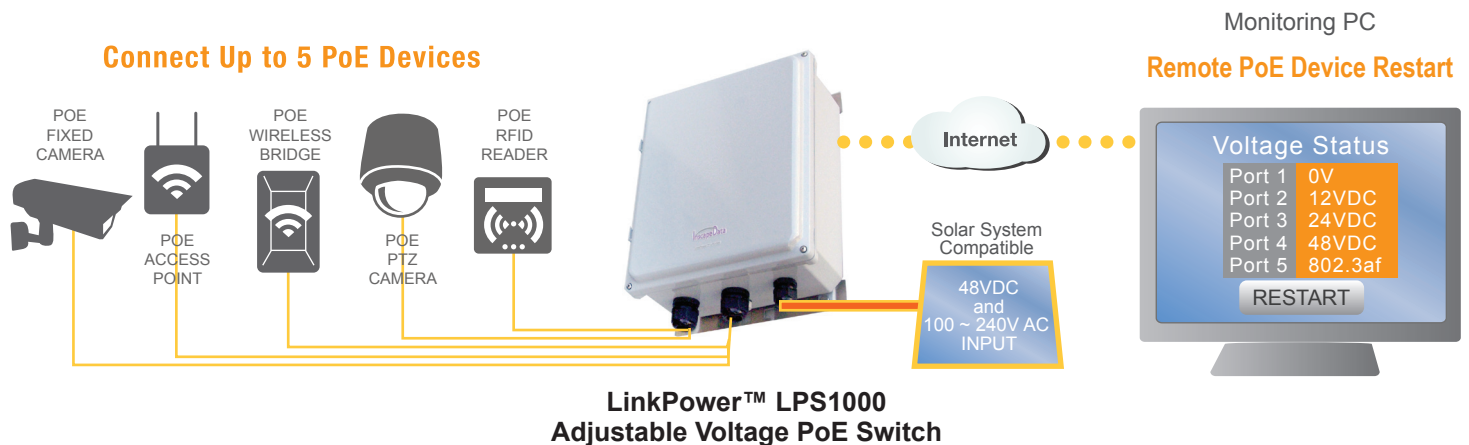 Connect Up to 5 PoE Devices
POE
FIXED
CAMERA
POE
ACCESS
POINT
POE
WIRELESS
BRIDGE
POE
PTZ
CAMERA
POE
RFID
READER
Internet
Solar System
Compatible
48VDC
and
100 ~ 240V AC
INPUT
Monitoring PC
Remote PoE Device Restart
Voltage Status
Port 1 0V
Port 2 12VDC
Port 3 24VDC
Port 4 48VDC
Port 5 802.3af
RESTART
LinkPower™ LPS1000
Adjustable Voltage PoE Switch